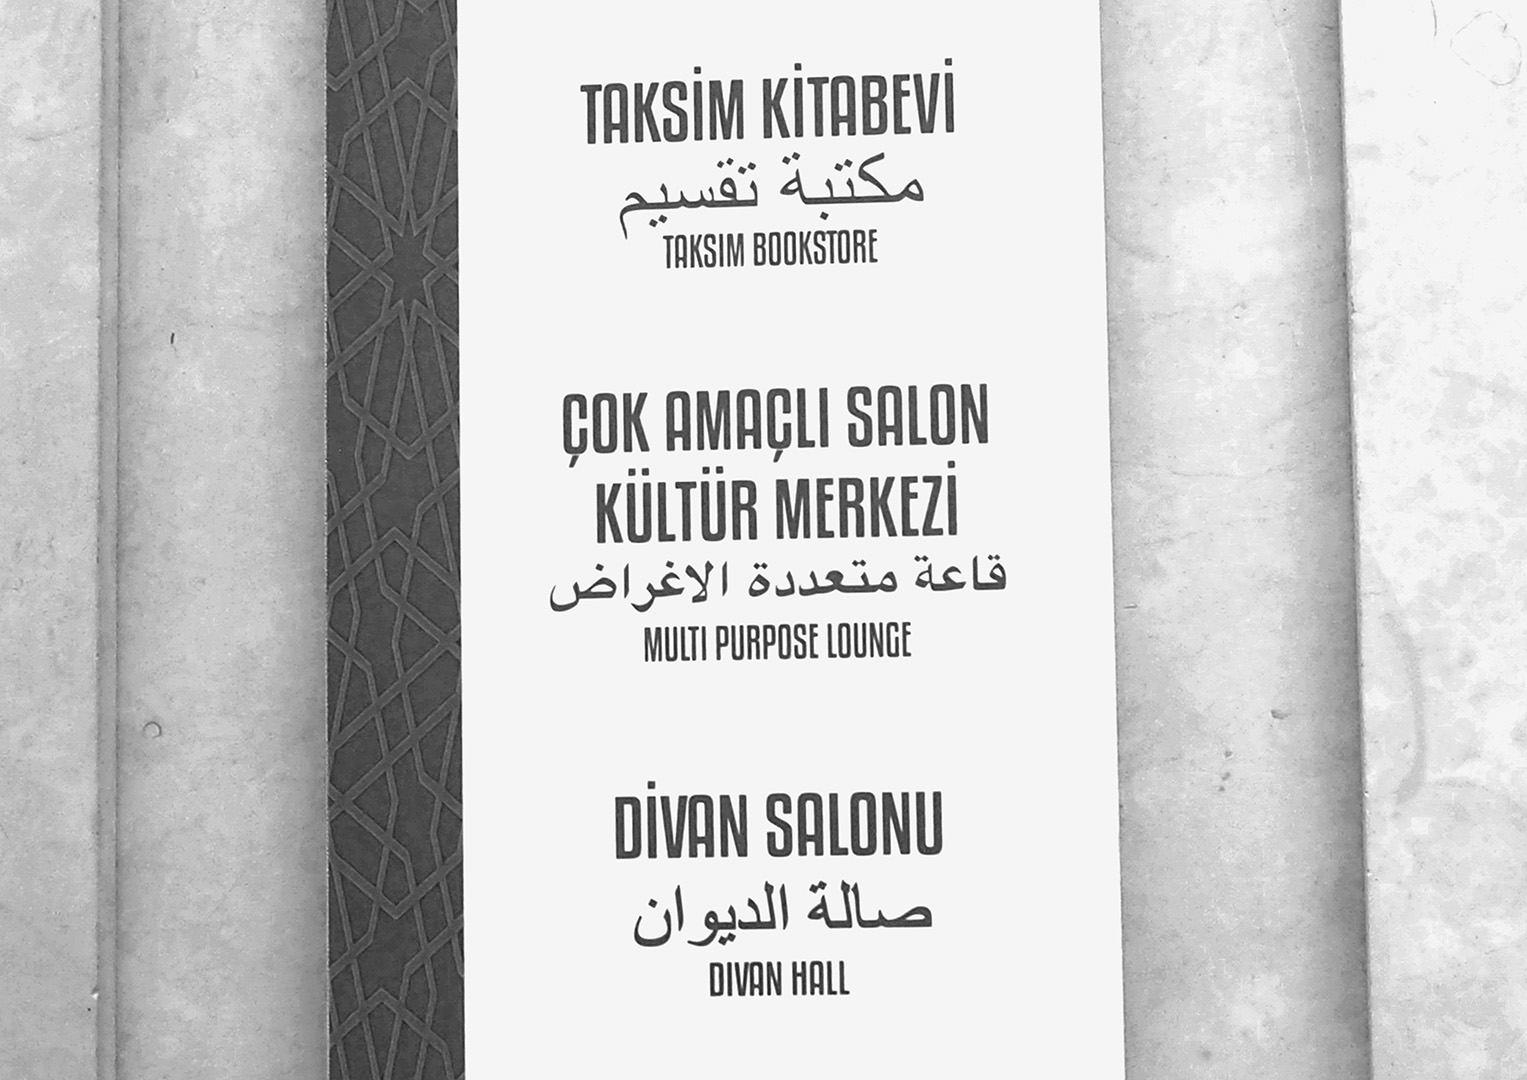 TAKSİM KİTABEVİ
مكتبة تقسيم
TAKSIM BOOKSTORE
ÇOK AMAÇLI SALON
KÜLTÜR MERKEZİ
قاعة متعددة الاغراض
MULTI PURPOSE LOUNGE
DİVAN SALONU
صالة الديوان
DIVAN HALL